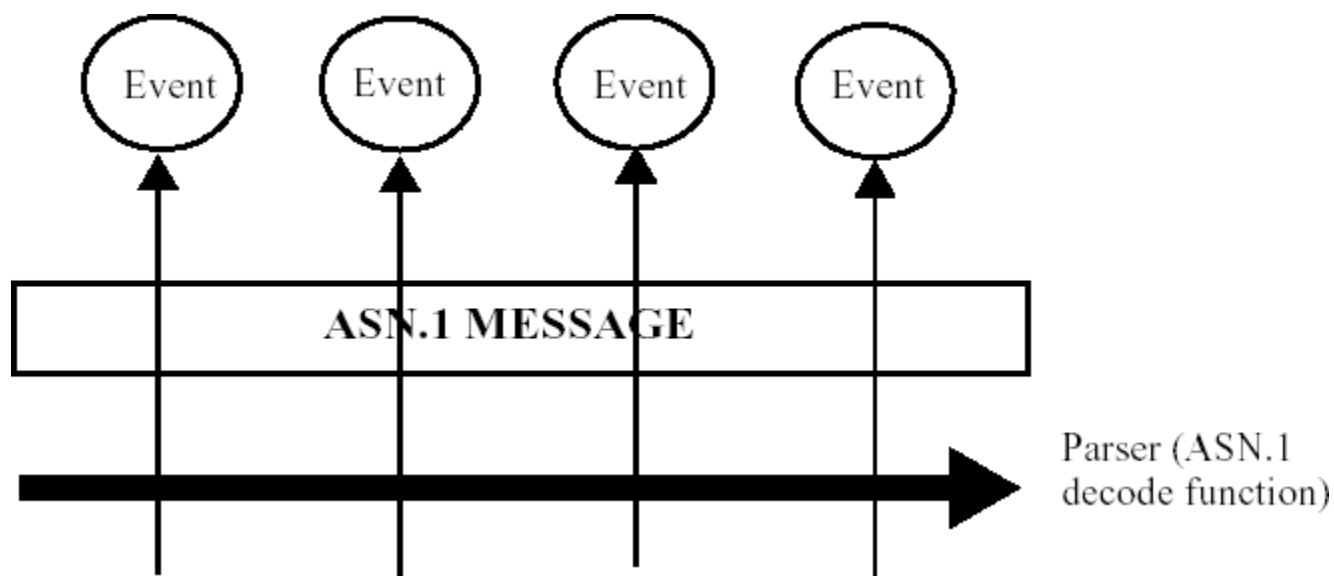 Event
Event
Event
Event
ASN.1 MESSAGE
Parser (ASN.1
decode function)